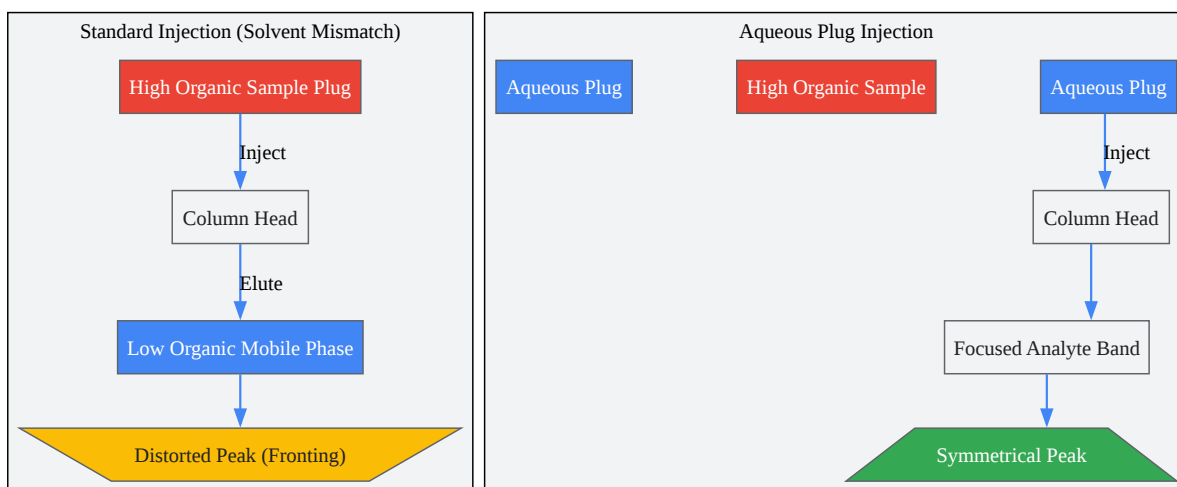 Standard Injection (Solvent Mismatch)
High Organic Sample Plug
Inject
Column Head
Elute
Low Organic Mobile Phase
Distorted Peak (Fronting)
Aqueous Plug Injection
Aqueous Plug
High Organic Sample
Aqueous Plug
Inject
Column Head
Focused Analyte Band
Symmetrical Peak